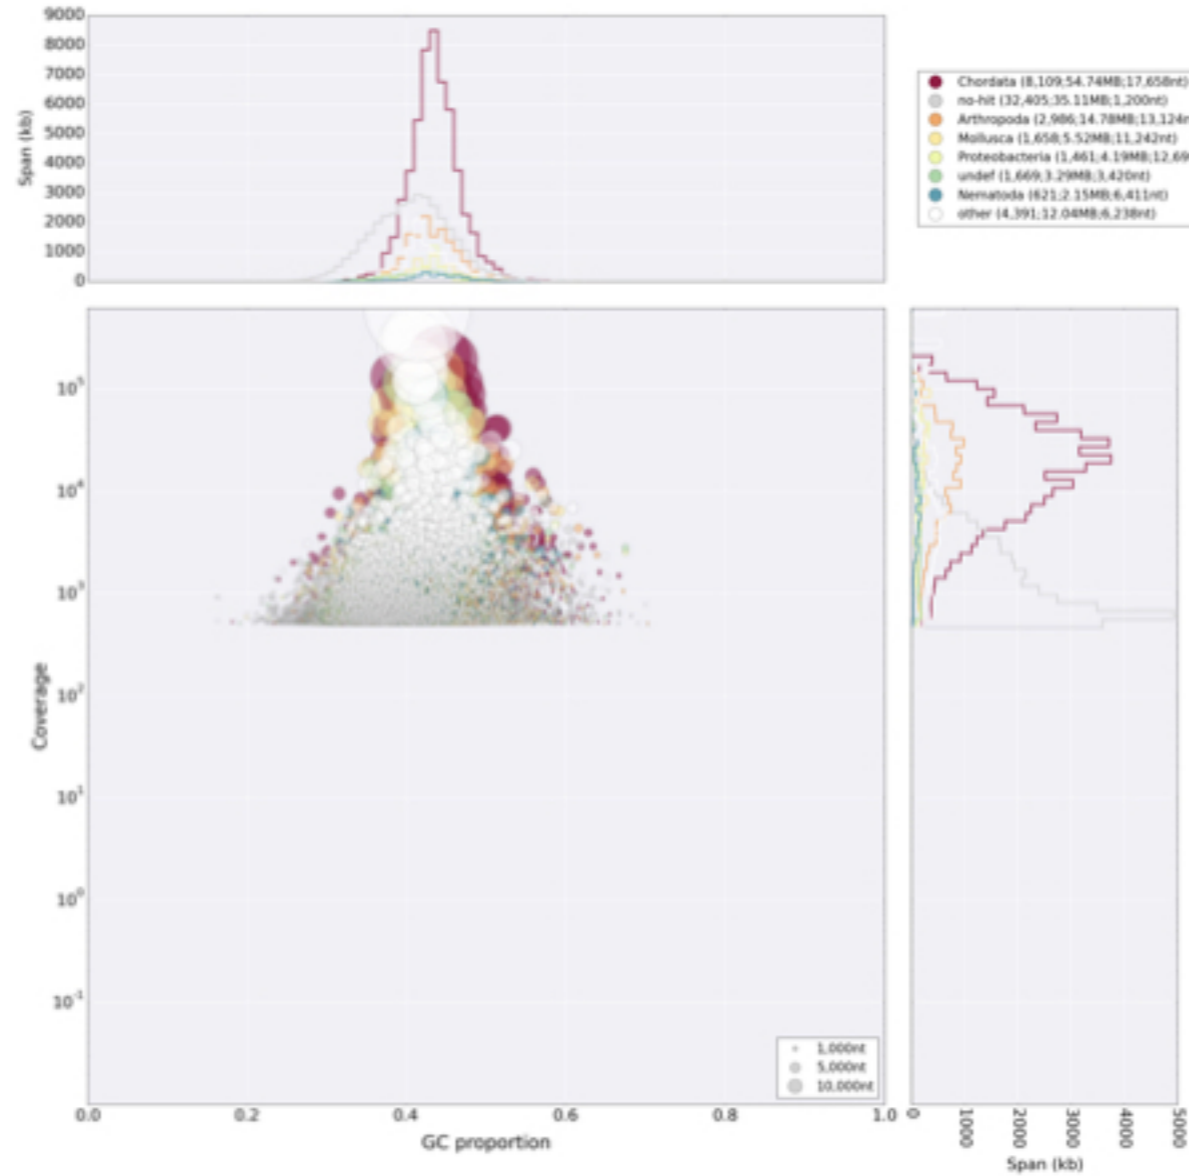 9000
8000
7000
6000
5000
4000
3000
2000
1000
0
Span (kb)
Chordata (8,109;54.74MB;17,658nt)
no-hit (32,405;35.11MB;1,200nt)
Arthropoda (2,986;14.78MB;13,124n
Mollusca (1,658;5.52MB;11,242nt)
Proteobacteria (1,461;4.19MB;12,69
undef (1,669;3.29MB;3,420nt)
Nematoda (621;2.15MB;6,411nt)
other (4,391;12.04MB;6,238nt)
10⁵
10⁴
10³
10²
10¹
10⁰
10⁻¹
Coverage
1,000nt
5,000nt
10,000nt
0.0 0.2 0.4 0.6 0.8 1.0
GC proportion
0 1000 2000 3000 4000 5000
Span (kb)